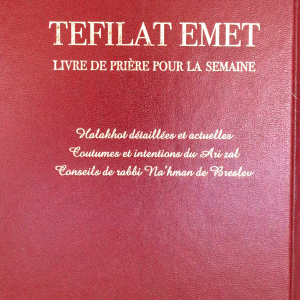 TEFILAT EMET
LIVRE DE PRIÈRE POUR LA SEMAINE
Halakhot détaillées et actuelles
Coutumes et intentions du Ari zal
Conseils de rabbi Na'hman de Breslev